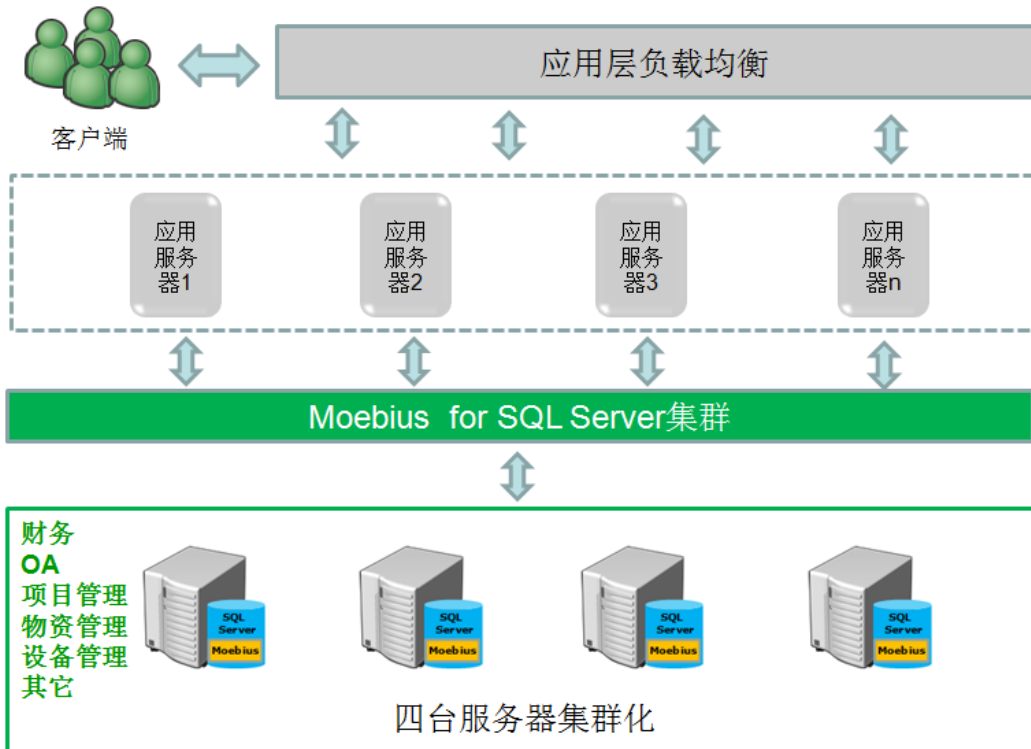 应用层负载均衡
客户端
应用
服务
器1
应用
服务
器2
应用
服务
器3
应用
服务
器n
Moebius for SQL Server集群
财务
OA
项目管理
物资管理
设备管理
其它
SQL
Server
Moebius
SQL
Server
Moebius
SQL
Server
Moebius
SQL
Server
Moebius
四台服务器集群化